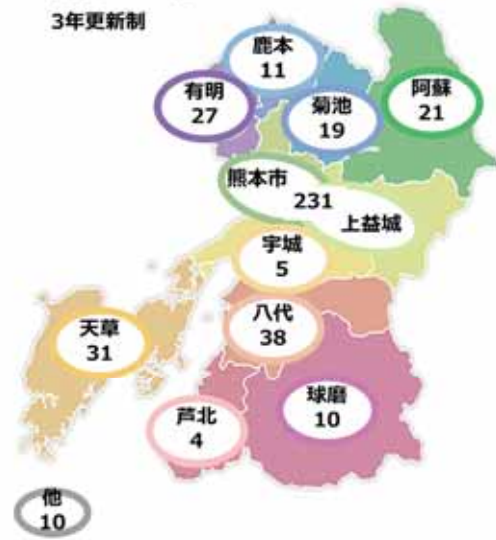 3年更新制
鹿本
11
有明
27
菊池
19
阿蘇
21
熊本市
231
上益城
宇城
5
天草
31
八代
38
球磨
10
芦北
4
他
10